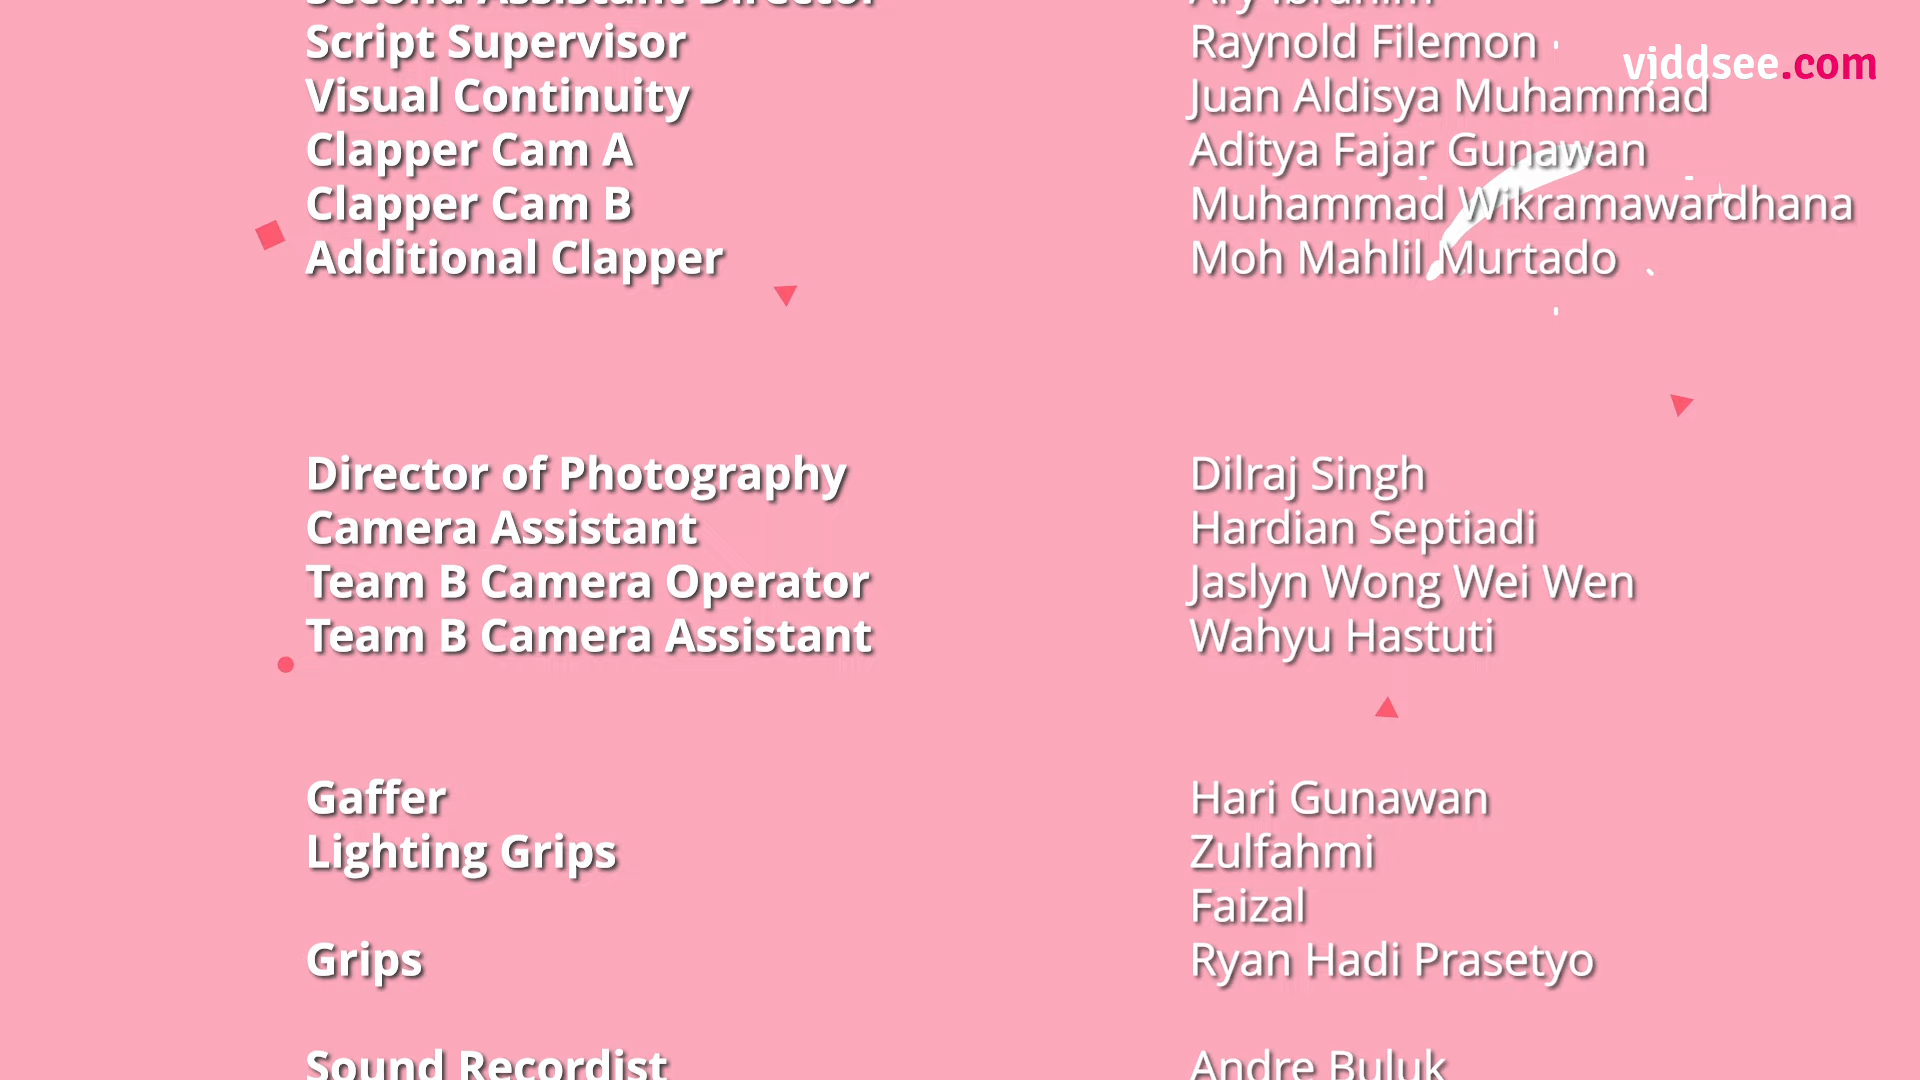 Second Assistant Director Ary Ibrahim
Script Supervisor Raynold Filemon
viddsee.com
Visual Continuity Juan Aldisya Muhammad
Clapper Cam A Aditya Fajar Gunawan
Clapper Cam B Muhammad Wikramawardhana
Additional Clapper Moh Mahlil Murtado
Director of Photography Dilraj Singh
Camera Assistant Hardian Septiadi
Team B Camera Operator Jaslyn Wong Wei Wen
Team B Camera Assistant Wahyu Hastuti
Gaffer Hari Gunawan
Lighting Grips Zulfahmi
Faizal
Grips Ryan Hadi Prasetyo
Sound Recordist Andre Buluk